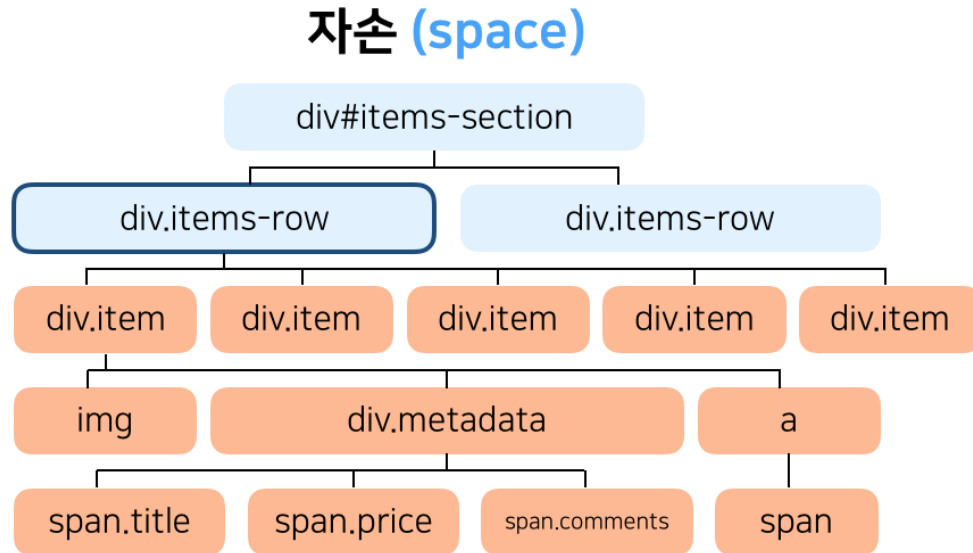 자손 (space)
div#items-section
div.items-row
div.items-row
div.item
div.item
div.item
div.item
div.item
img
div.metadata
a
span.title
span.price
span.comments
span